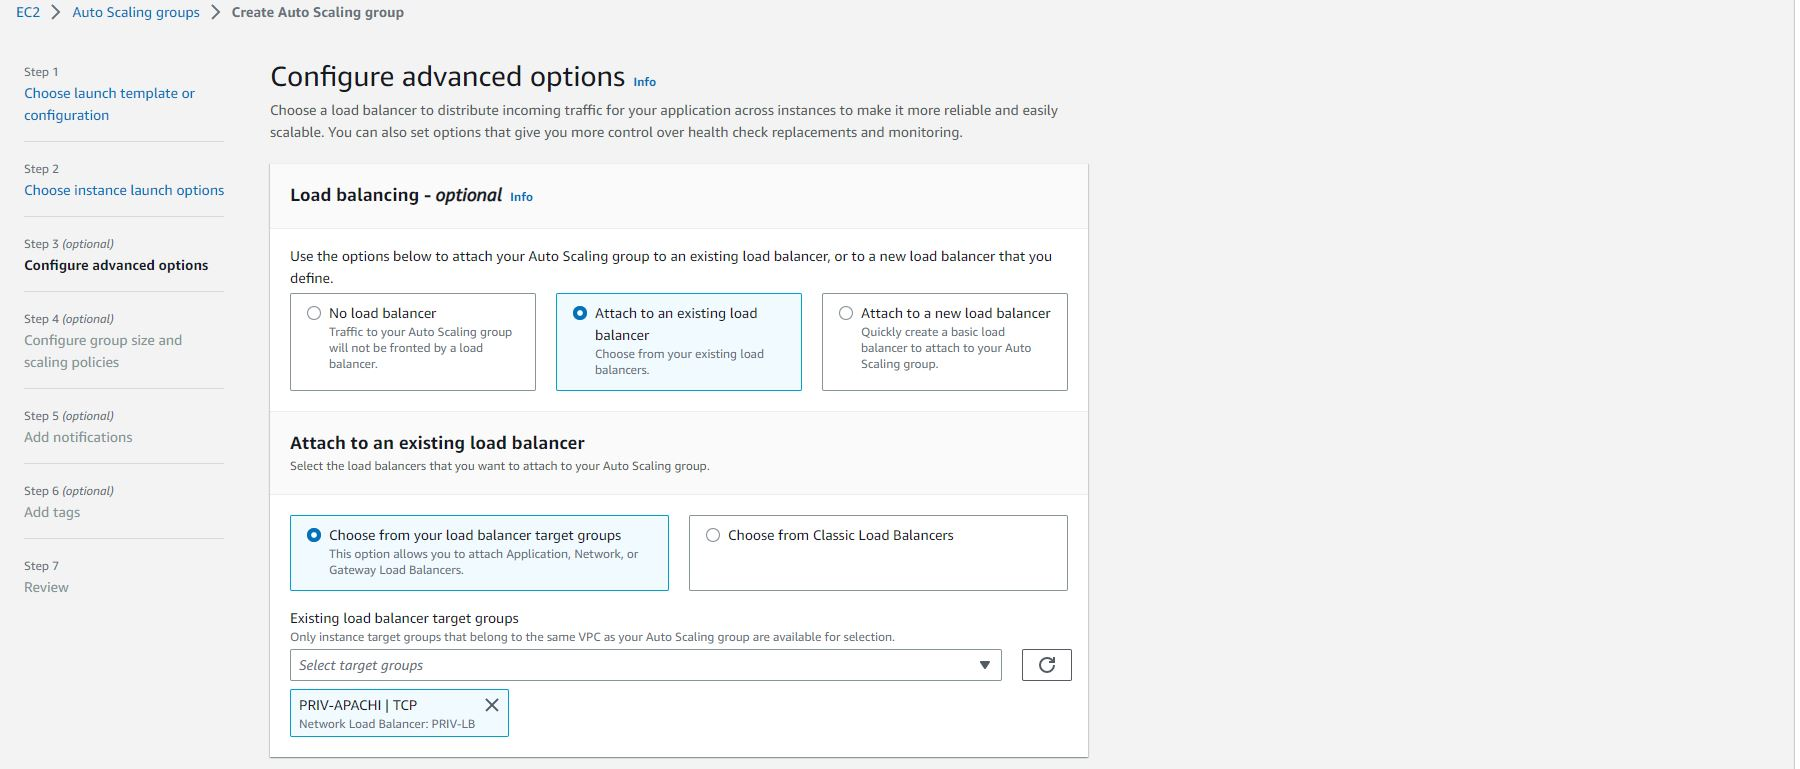 EC2 > Auto Scaling groups > Create Auto Scaling group
Step 1
Choose launch template or
configuration
Step 2
Choose instance launch options
Step 3 (optional)
Configure advanced options
Step 4 (optional)
Configure group size and
scaling policies
Step 5 (optional)
Add notifications
Step 6 (optional)
Add tags
Step 7
Review
Configure advanced options Info
Choose a load balancer to distribute incoming traffic for your application across instances to make it more reliable and easily
scalable. You can also set options that give you more control over health check replacements and monitoring.
Load balancing - optional Info
Use the options below to attach your Auto Scaling group to an existing load balancer, or to a new load balancer that you
define.
No load balancer
Traffic to your Auto Scaling group
will not be fronted by a load
balancer.
Attach to an existing load
balancer
Choose from your existing load
balancers.
Attach to a new load balancer
Quickly create a basic load
balancer to attach to your Auto
Scaling group.
Attach to an existing load balancer
Select the load balancers that you want to attach to your Auto Scaling group.
Choose from your load balancer target groups
This option allows you to attach Application, Network, or
Gateway Load Balancers.
Choose from Classic Load Balancers
Existing load balancer target groups
Only instance target groups that belong to the same VPC as your Auto Scaling group are available for selection.
Select target groups
PRIV-APACHI | TCP
Network Load Balancer: PRIV-LB